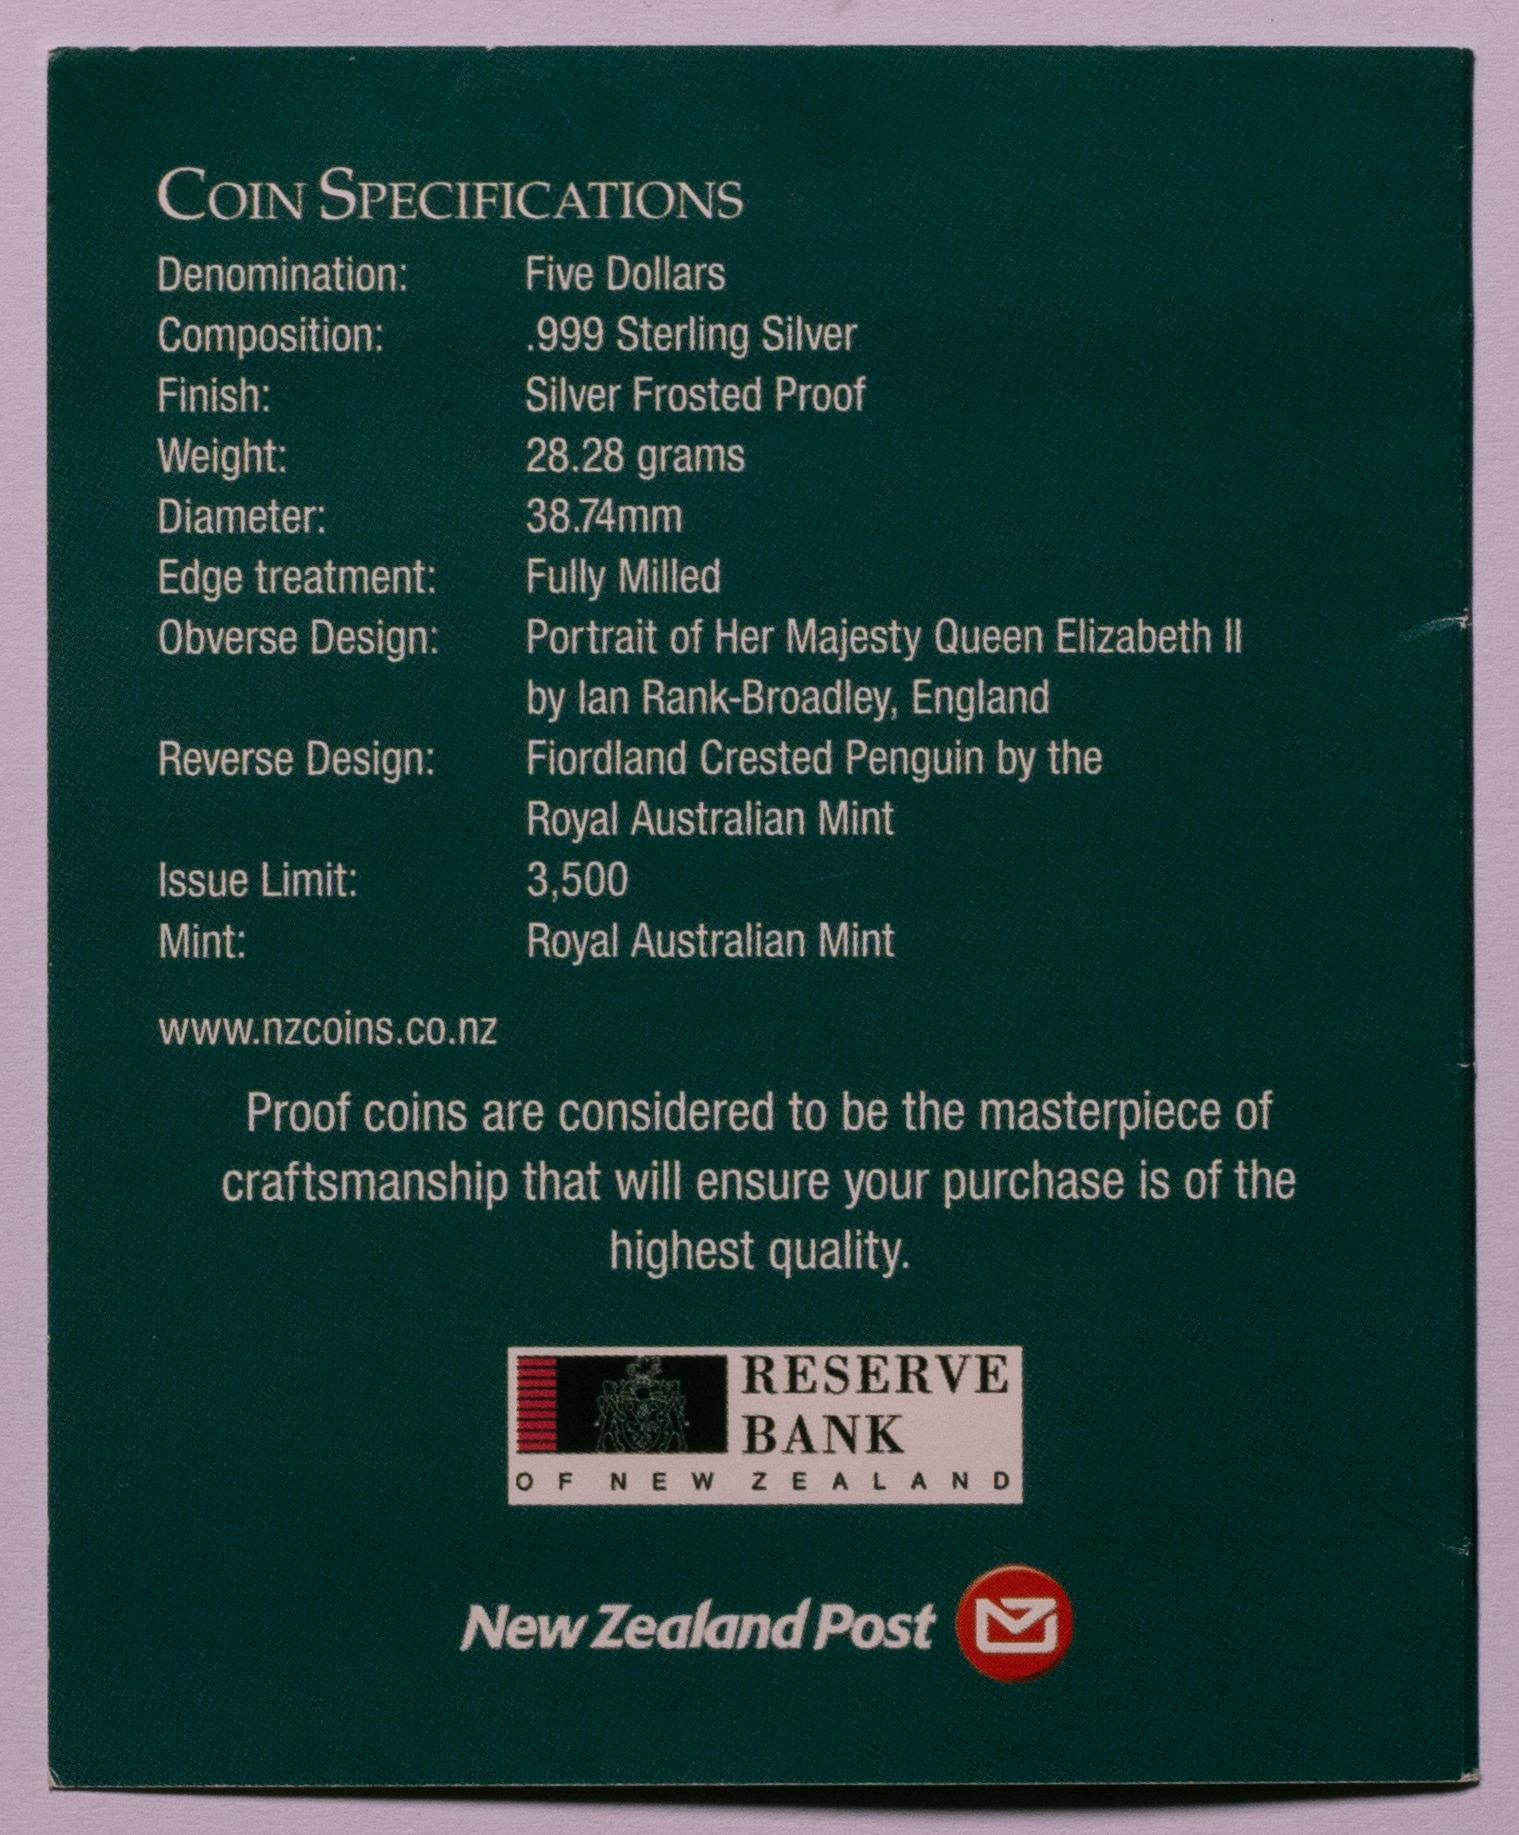 COIN SPECIFICATIONS
Denomination: Five Dollars
Composition: .999 Sterling Silver
Finish: Silver Frosted Proof
Weight: 28.28 grams
Diameter: 38.74mm
Edge treatment: Fully Milled
Obverse Design: Portrait of Her Majesty Queen Elizabeth II
by Ian Rank-Broadley, England
Reverse Design: Fiordland Crested Penguin by the
Royal Australian Mint
Issue Limit: 3,500
Mint: Royal Australian Mint
www.nzcoins.co.nz
Proof coins are considered to be the masterpiece of
craftsmanship that will ensure your purchase is of the
highest quality.
RESERVE
BANK
OF NEW ZEALAND
New Zealand Post